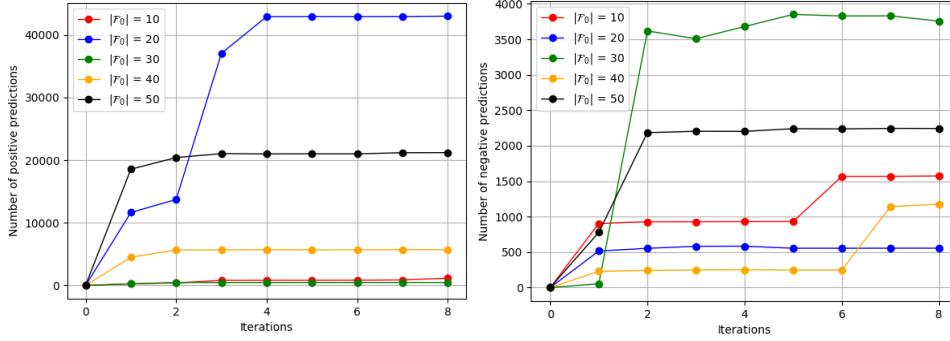 Number of positive predictions
40000
30000
20000
10000
0
|F₀| = 10
|F₀| = 20
|F₀| = 30
|F₀| = 40
|F₀| = 50
0 2 4 6 8
Iterations
Number of negative predictions
4000
3500
3000
2500
2000
1500
1000
500
0
|F₀| = 10
|F₀| = 20
|F₀| = 30
|F₀| = 40
|F₀| = 50
0 2 4 6 8
Iterations